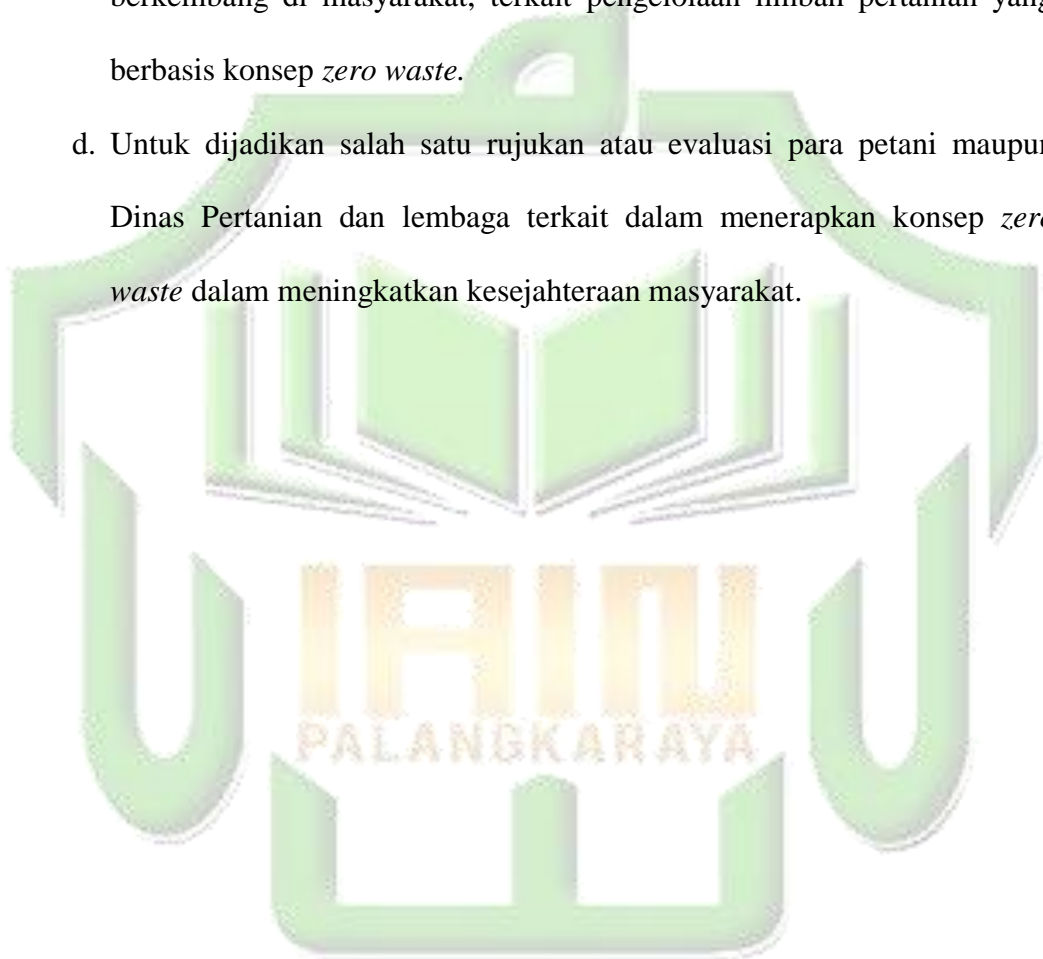 berkembang di masyarakat, terkait pengelolaan limbah pertanian yang
berbasis konsep zero waste.
d. Untuk dijadikan salah satu rujukan atau evaluasi para petani maupun
Dinas Pertanian dan lembaga terkait dalam menerapkan konsep zero
waste dalam meningkatkan kesejahteraan masyarakat.
IAIN
PALANGKARAYA